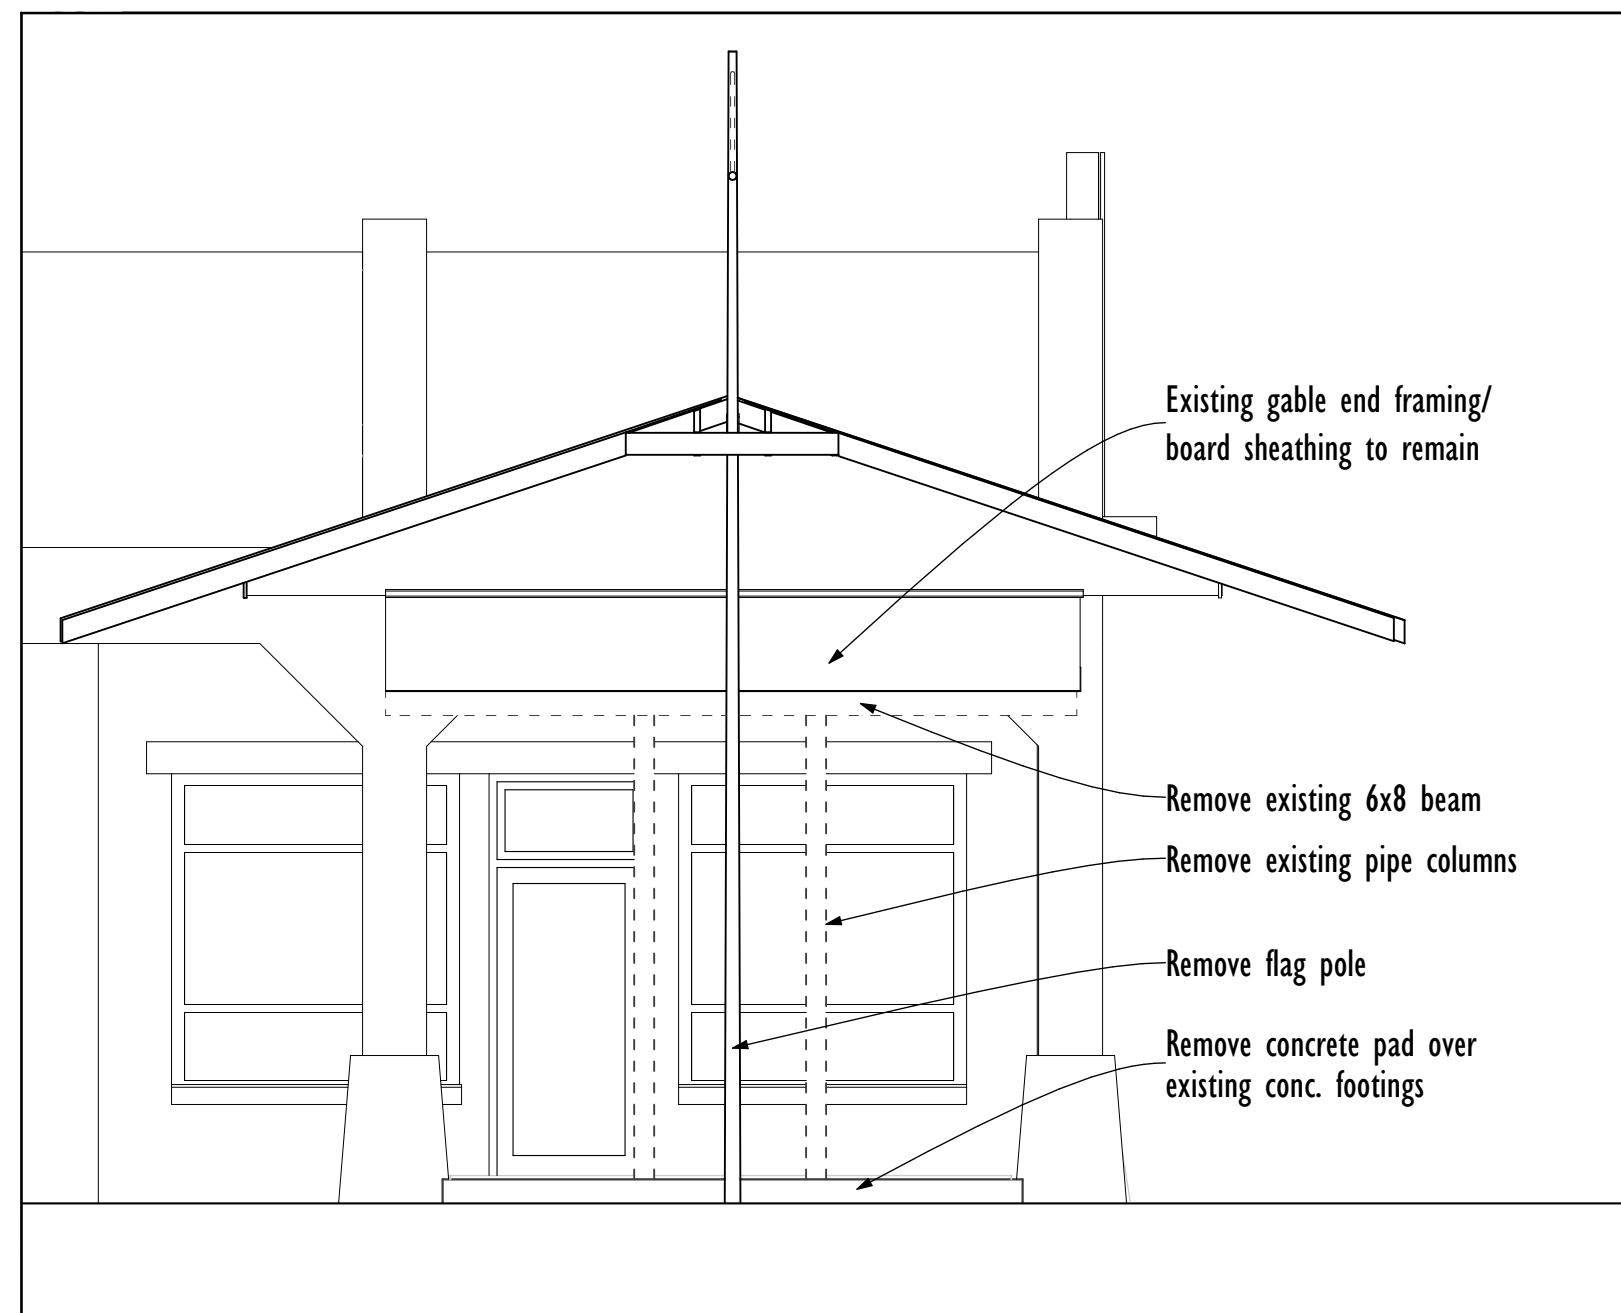 Existing gable end framing/
board sheathing to remain
Remove existing 6x8 beam
Remove existing pipe columns
Remove flag pole
Remove concrete pad over
existing conc. footings